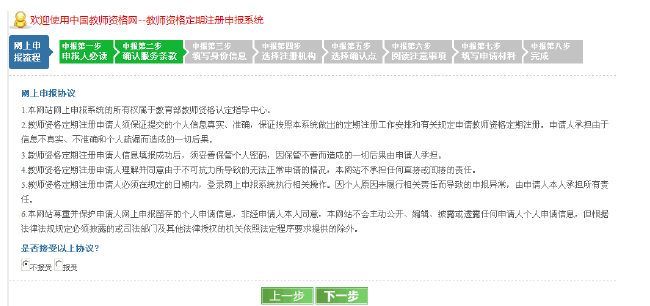 欢迎使用中国教师资格网--教师资格定期注册申报系统
网上申报流程
申报第一步 申报第二步 申报第三步 申报第四步 申报第五步 申报第六步 申报第七步 申报第八步
申报人必读 确认服务条款 填写身份信息 选择注册机构 选择确认点 阅读注意事项 填写申请材料 完成
网上申报协议
1.本网站网上申报系统的所有权属于教育部教师资格认定指导中心。
2.教师资格定期注册申请人须保证提交的个人信息真实、准确，保证按照本系统做出的定期注册工作安排和有关规定申请教师资格定期注册。申请人承担由于
信息不真实、不准确和个人疏漏而造成的一切后果。
3.教师资格定期注册申请人信息填报成功后，须妥善保管个人密码，因保管不善而造成的一切后果由申请人承担。
4.教师资格定期注册申请人理解并同意由于不可抗力所导致的无法正常申请的情况，本网站不承担任何直接或间接的责任。
5.教师资格定期注册申请人必须在规定的日期内，登录网上申报系统执行相关操作。因个人原因未履行相关责任而导致的申报异常，由申请人本人承担所有责
任。
6.本网站尊重并保护申请人网上申报留存的个人申请信息，非经申请人本人同意，本网站不会主动公开、编辑、披露或透露任何申请人个人申请信息，但根据
法律法规规定必须披露的或司法部门及其他法律授权的机关依照法定程序要求提供的除外。
是否接受以上协议？
不接受 接受
上一步 下一步